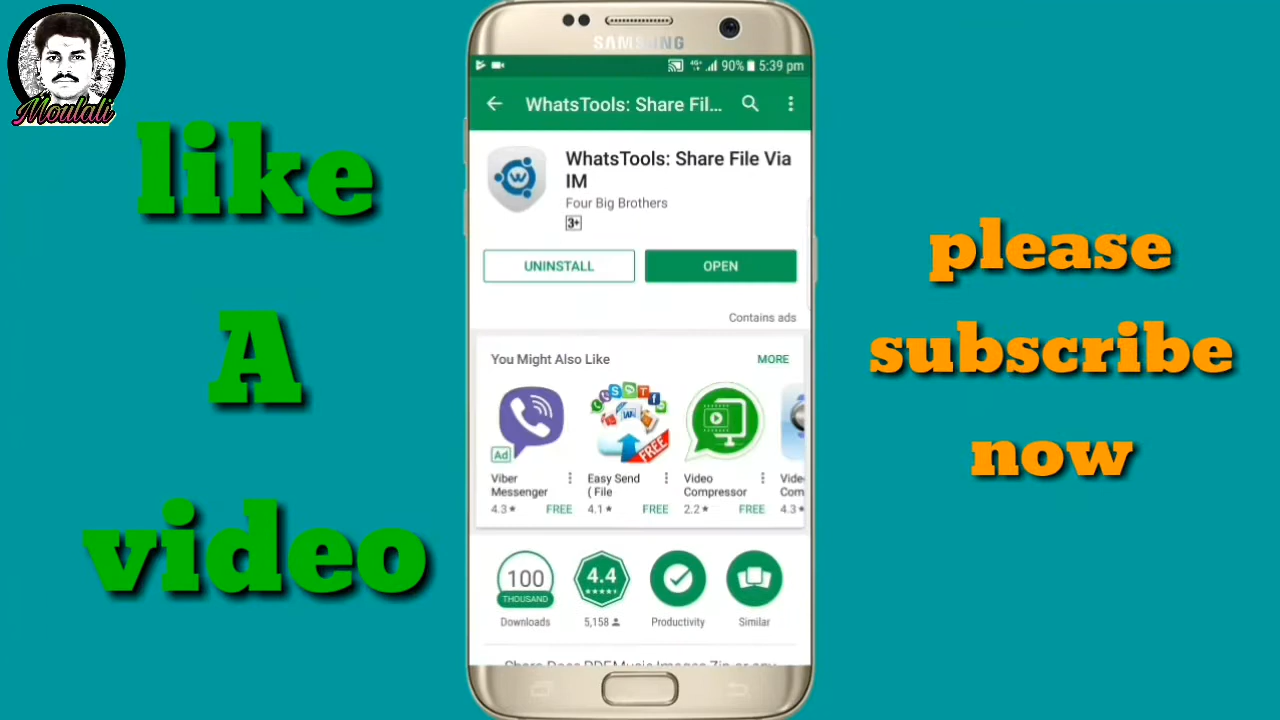 Moulali
like
A
video
SAMSUNG
4G+ 90% 5:39 pm
WhatsTools: Share Fil...
WhatsTools: Share File Via
IM
Four Big Brothers
3+
UNINSTALL
OPEN
Contains ads
You Might Also Like
MORE
Ad
FREE
Viber
Messenger
4.3 FREE
Easy Send
( File
4.1 FREE
Video
Compressor
2.2 FREE
Vide
Com
4.3
100
THOUSAND
Downloads
4.4
5,158
Productivity
Similar
please
subscribe
now